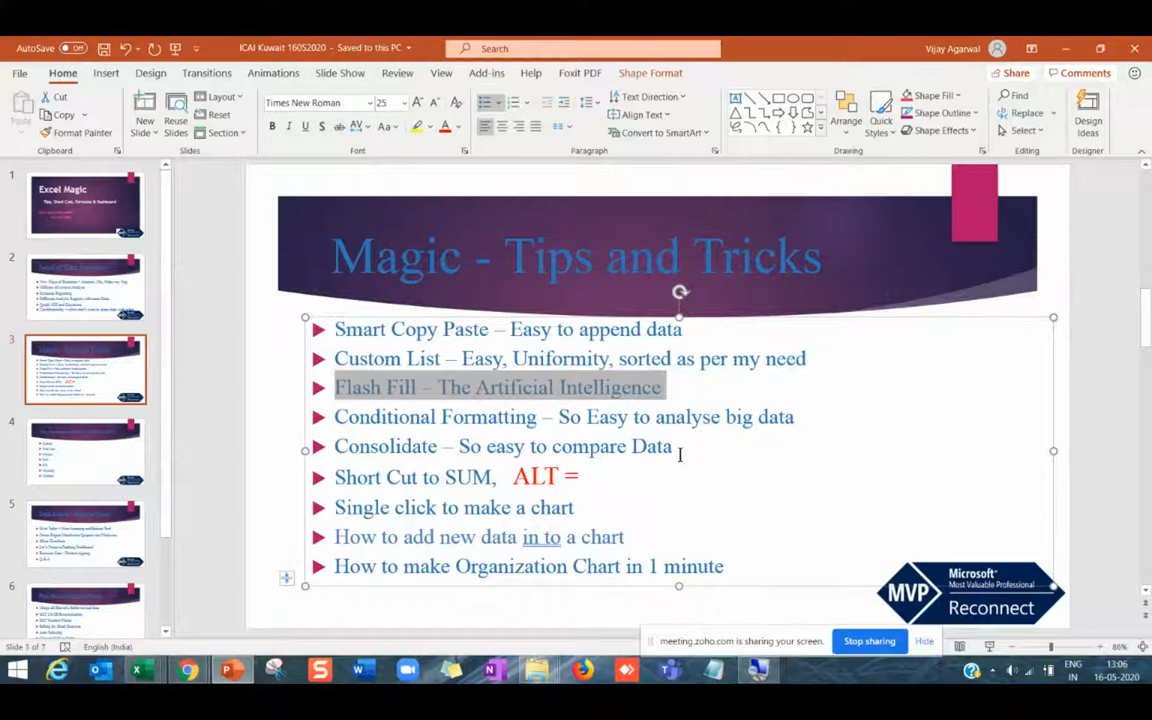 AutoSave Off
ICAI Kuwait 16052020 - Saved to this PC
Search
Vijay Agarwal
File Home Insert Design Transitions Animations Slide Show Review View Add-ins Help Foxit PDF Shape Format
Share Comments
Paste
Cut
Copy
Format Painter
Clipboard
New Slide
Reuse Slides
Layout
Reset
Section
Slides
Times New Roman 25
Font
Text Direction
Align Text
Convert to SmartArt
Paragraph
Arrange
Quick Styles
Shape Fill
Shape Outline
Shape Effects
Drawing
Find
Replace
Select
Editing
Design Ideas
Designer
1
Excel Magic
Tips, Short Cuts, Formulas & Dashboard
2
3
4
5
6
Magic - Tips and Tricks
Smart Copy Paste – Easy to append data
Custom List – Easy, Uniformity, sorted as per my need
Flash Fill – The Artificial Intelligence
Conditional Formatting – So Easy to analyse big data
Consolidate – So easy to compare Data
Short Cut to SUM, ALT =
Single click to make a chart
How to add new data in to a chart
How to make Organization Chart in 1 minute
MVP
Microsoft®
Most Valuable Professional
Reconnect
meeting.zoho.com is sharing your screen. Stop sharing Hide
Slide 3 of 7 English (India)
86%
ENG
IN
13:06
16-05-2020